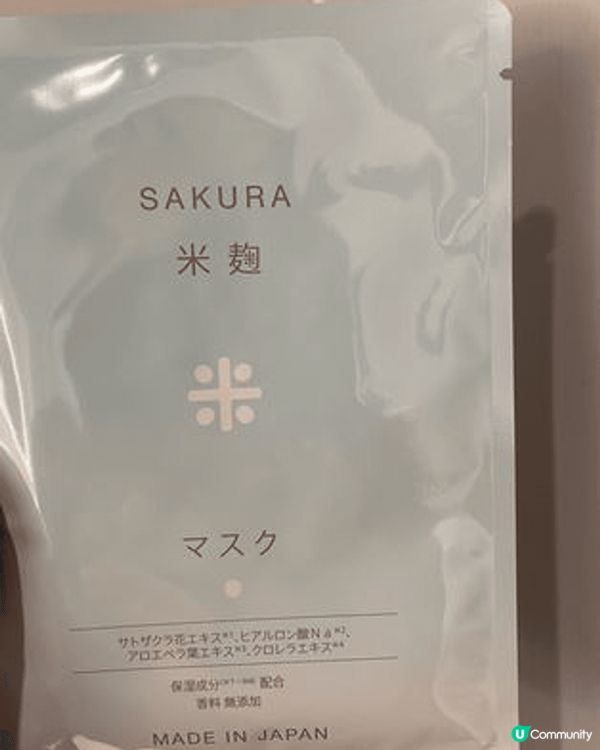 SAKURA
米麹
マスク
サトザクラ花エキス※1、ヒアルロン酸Na※2、
アロエベラ葉エキス※3、クロレラエキス※4
保湿成分(※1~※4) 配合
香料 無添加
MADE IN JAPAN
U Community